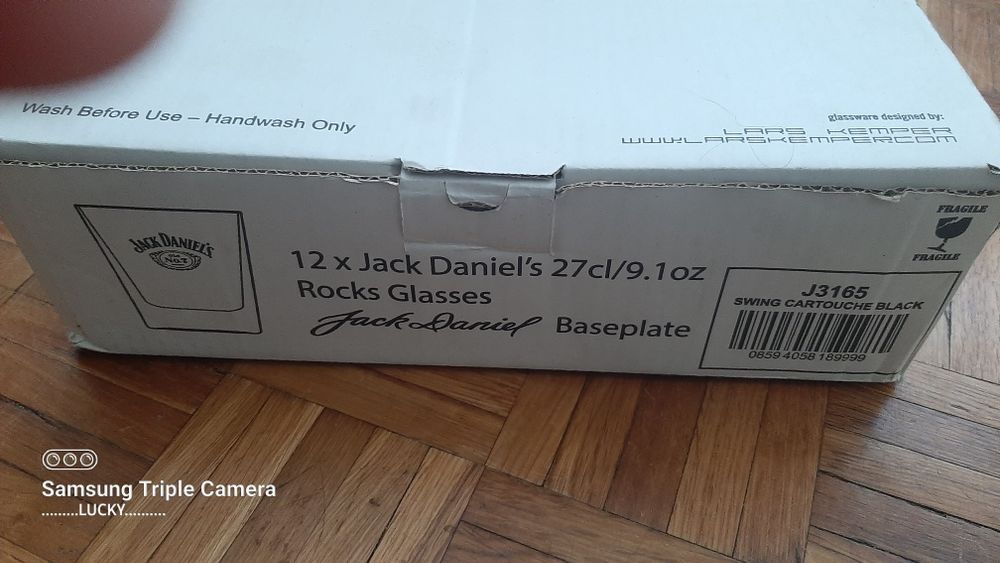 Wash Before Use – Handwash Only
glassware designed by:
LARS KEMPER
WWW.LARSKEMPER.COM
JACK DANIEL'S
Old
No.7
12 x Jack Daniel's 27cl/9.1oz
Rocks Glasses
Jack Daniel Baseplate
FRAGILE
FRAGILE
J3165
SWING CARTOUCHE BLACK
0859 4058 189999
Samsung Triple Camera
.........LUCKY..........